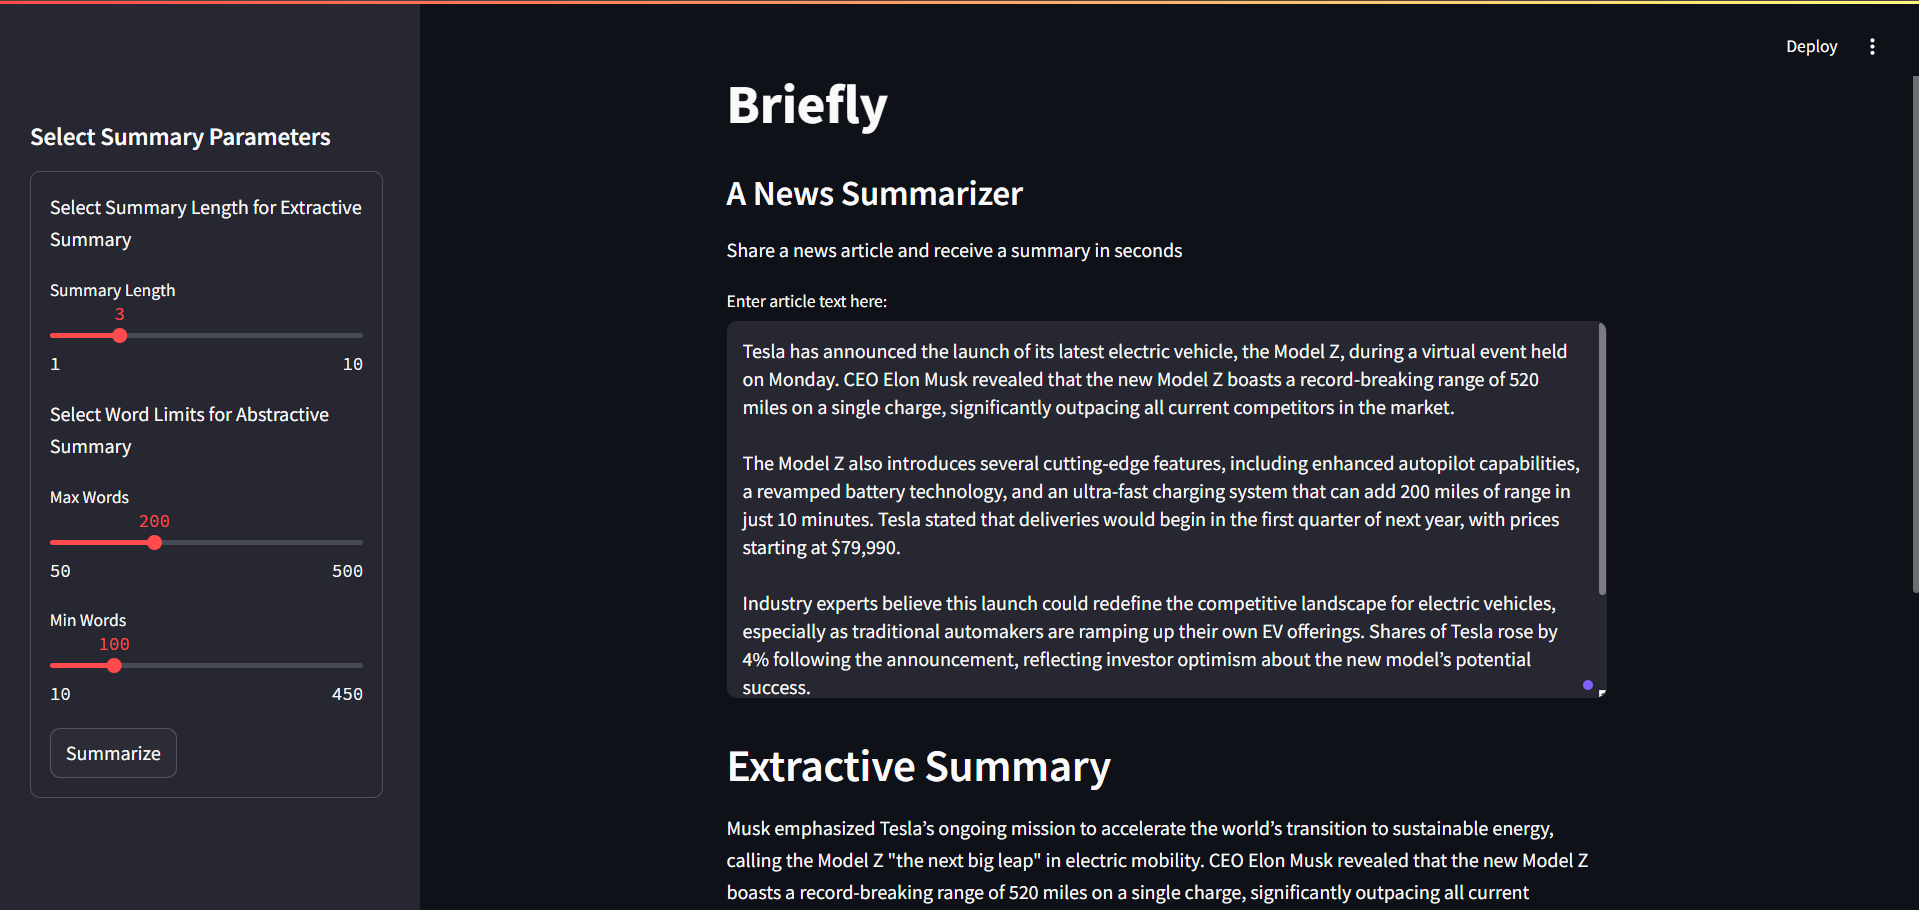 Deploy
Select Summary Parameters
Select Summary Length for Extractive
Summary
Summary Length
3
1 10
Select Word Limits for Abstractive
Summary
Max Words
200
50 500
Min Words
100
10 450
Summarize
Briefly
A News Summarizer
Share a news article and receive a summary in seconds
Enter article text here:
Tesla has announced the launch of its latest electric vehicle, the Model Z, during a virtual event held
on Monday. CEO Elon Musk revealed that the new Model Z boasts a record-breaking range of 520
miles on a single charge, significantly outpacing all current competitors in the market.
The Model Z also introduces several cutting-edge features, including enhanced autopilot capabilities,
a revamped battery technology, and an ultra-fast charging system that can add 200 miles of range in
just 10 minutes. Tesla stated that deliveries would begin in the first quarter of next year, with prices
starting at $79,990.
Industry experts believe this launch could redefine the competitive landscape for electric vehicles,
especially as traditional automakers are ramping up their own EV offerings. Shares of Tesla rose by
4% following the announcement, reflecting investor optimism about the new model’s potential
success.
Extractive Summary
Musk emphasized Tesla’s ongoing mission to accelerate the world’s transition to sustainable energy,
calling the Model Z "the next big leap" in electric mobility. CEO Elon Musk revealed that the new Model Z
boasts a record-breaking range of 520 miles on a single charge, significantly outpacing all current